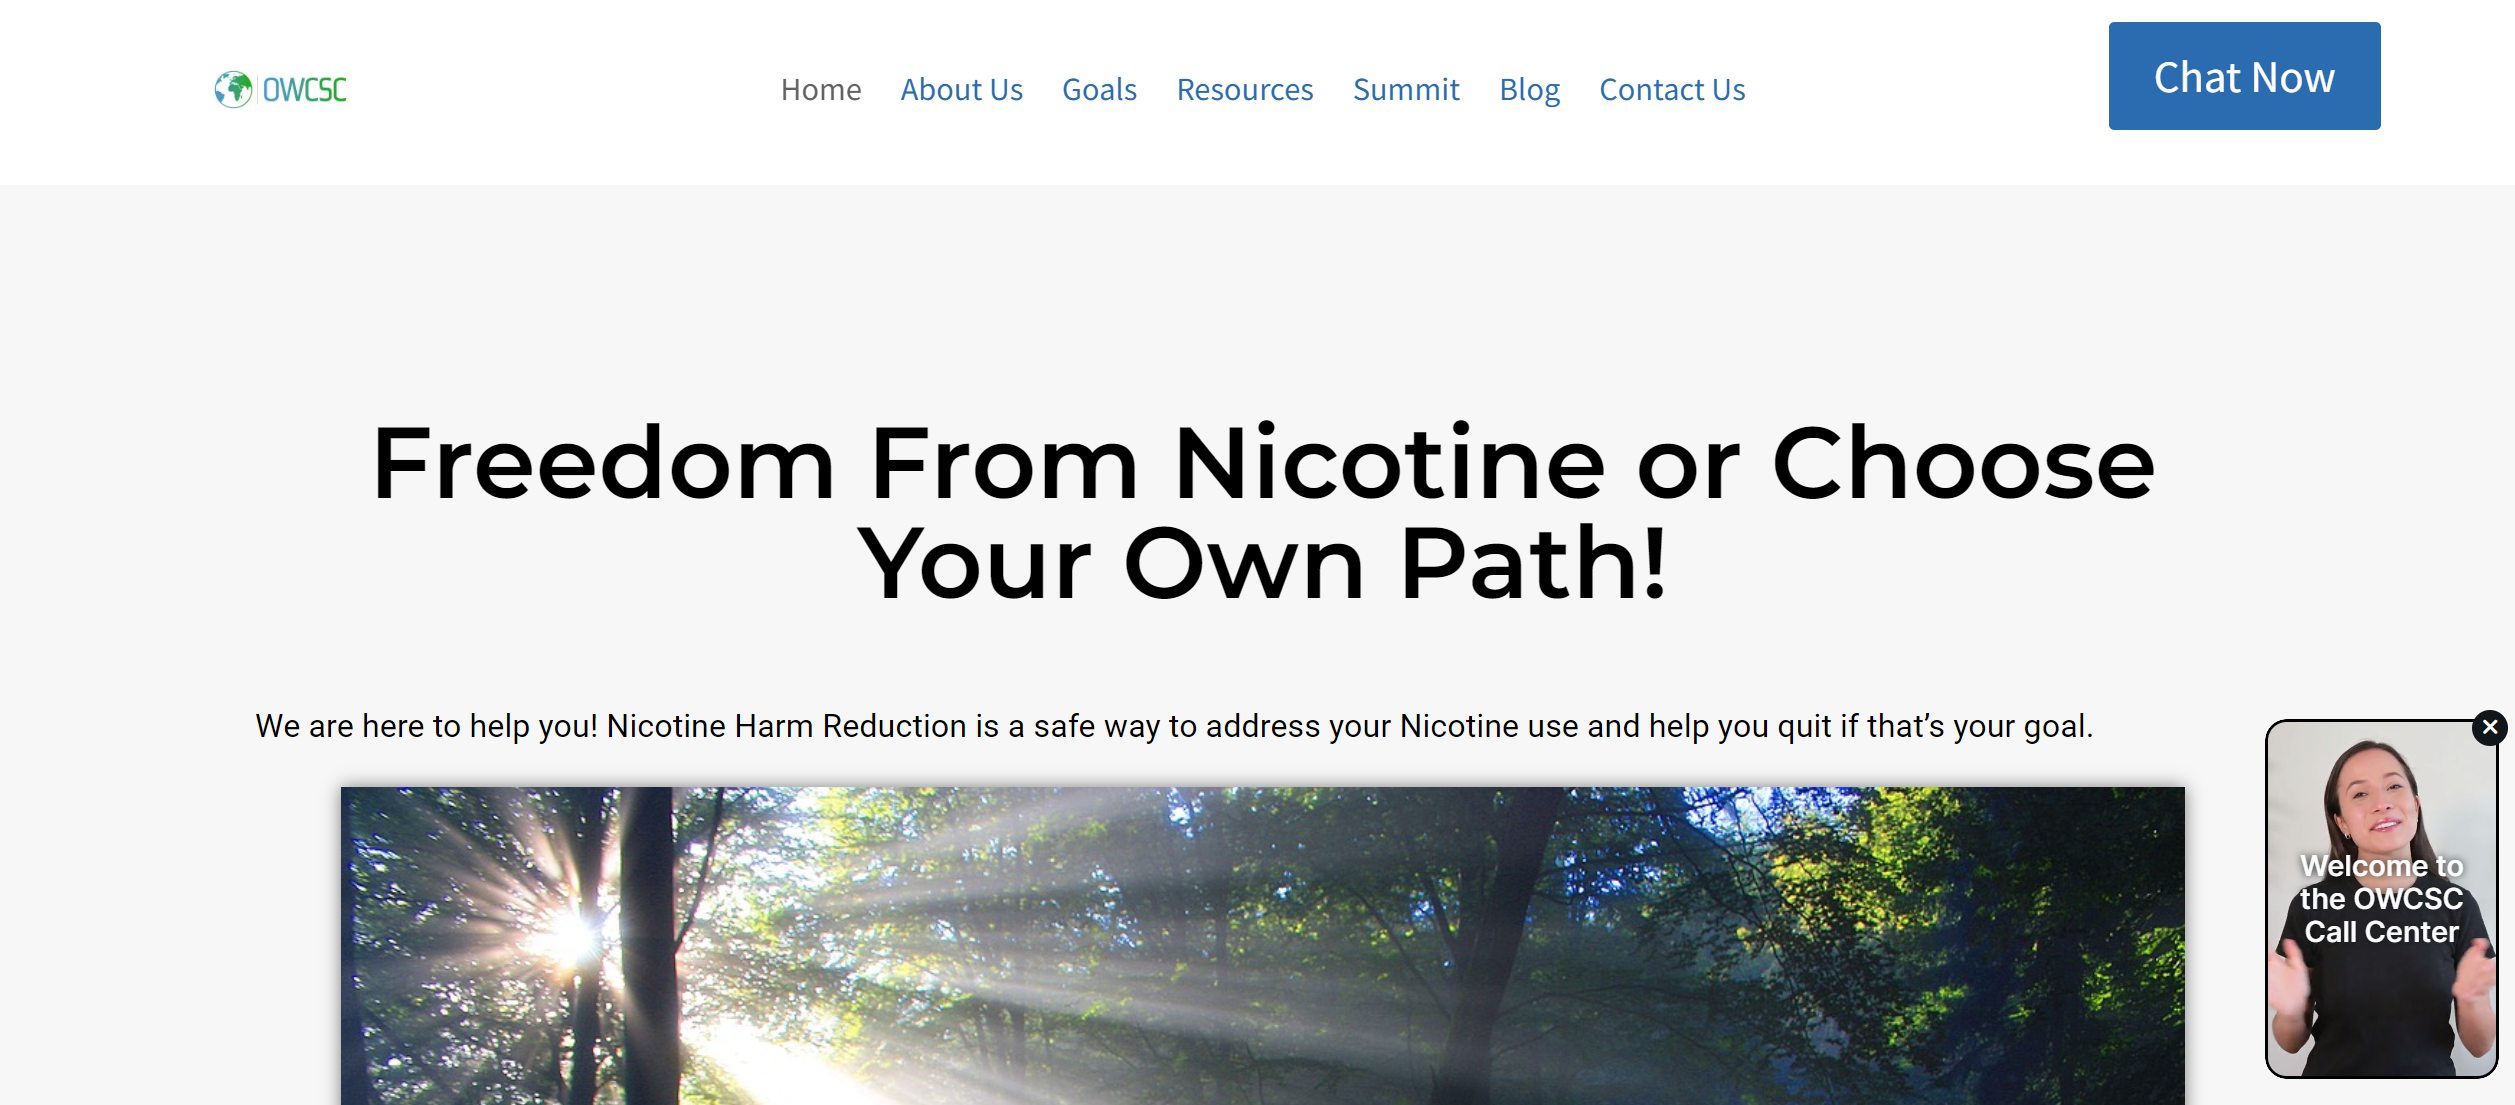 OWCSC
Home About Us Goals Resources Summit Blog Contact Us
Chat Now
Freedom From Nicotine or Choose
Your Own Path!
We are here to help you! Nicotine Harm Reduction is a safe way to address your Nicotine use and help you quit if that’s your goal.
Welcome to
the OWCSC
Call Center